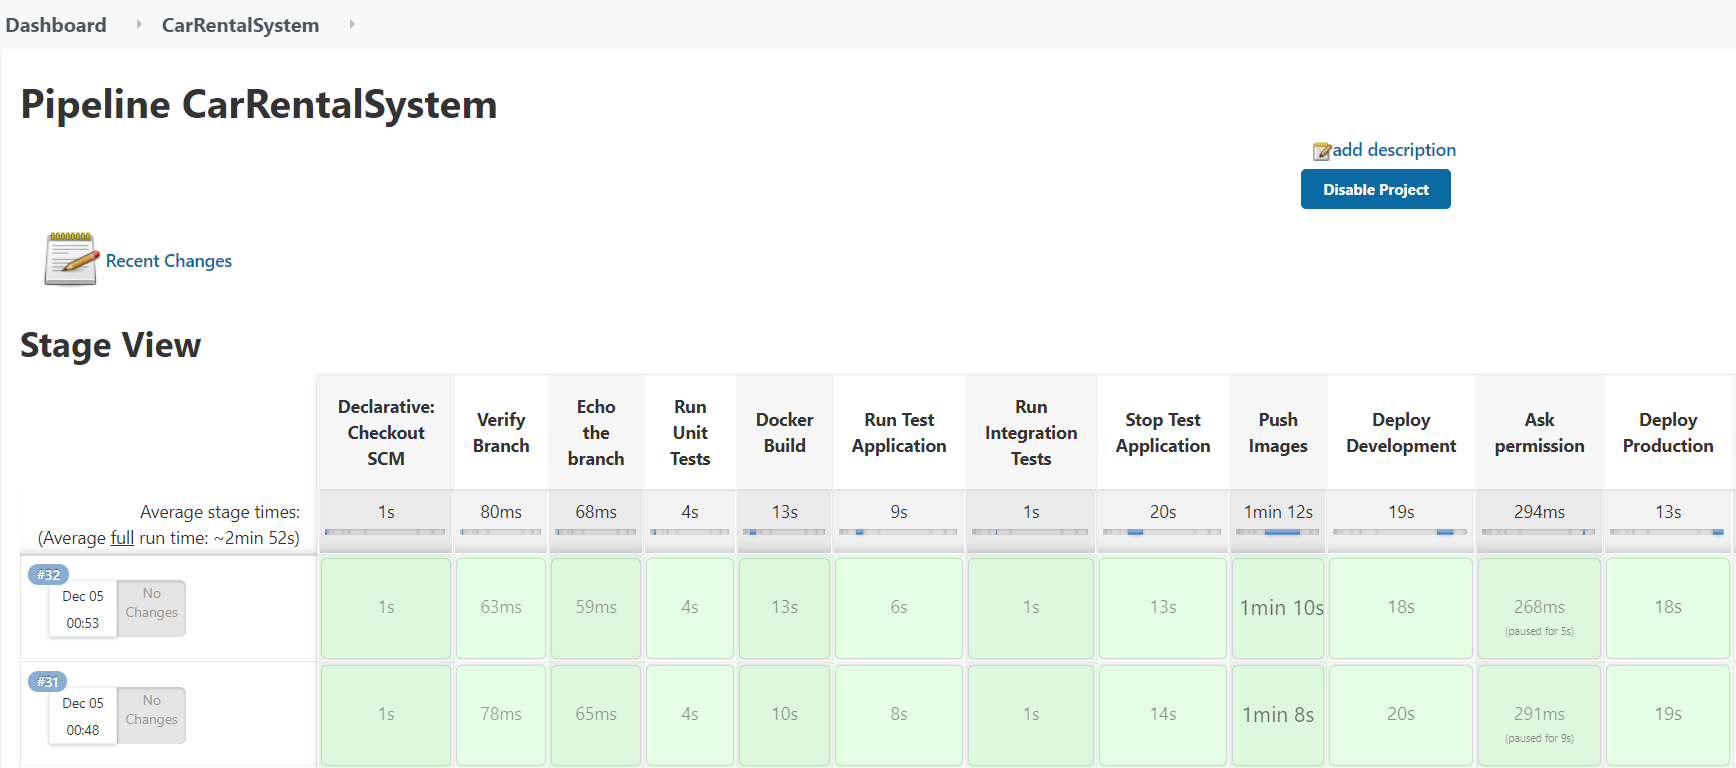 Dashboard CarRentalSystem
Pipeline CarRentalSystem
add description
Disable Project
Recent Changes
Stage View
Declarative:
Checkout
SCM
Verify
Branch
Echo
the
branch
Run
Unit
Tests
Docker
Build
Run Test
Application
Run
Integration
Tests
Stop Test
Application
Push
Images
Deploy
Development
Ask
permission
Deploy
Production
Average stage times:
(Average full run time: ~2min 52s)
1s 80ms 68ms 4s 13s 9s 1s 20s 1min 12s 19s 294ms 13s
#32
Dec 05
00:53
No
Changes
1s 63ms 59ms 4s 13s 6s 1s 13s 1min 10s 18s 268ms 18s
(paused for 5s)
#31
Dec 05
00:48
No
Changes
1s 78ms 65ms 4s 10s 8s 1s 14s 1min 8s 20s 291ms 19s
(paused for 9s)